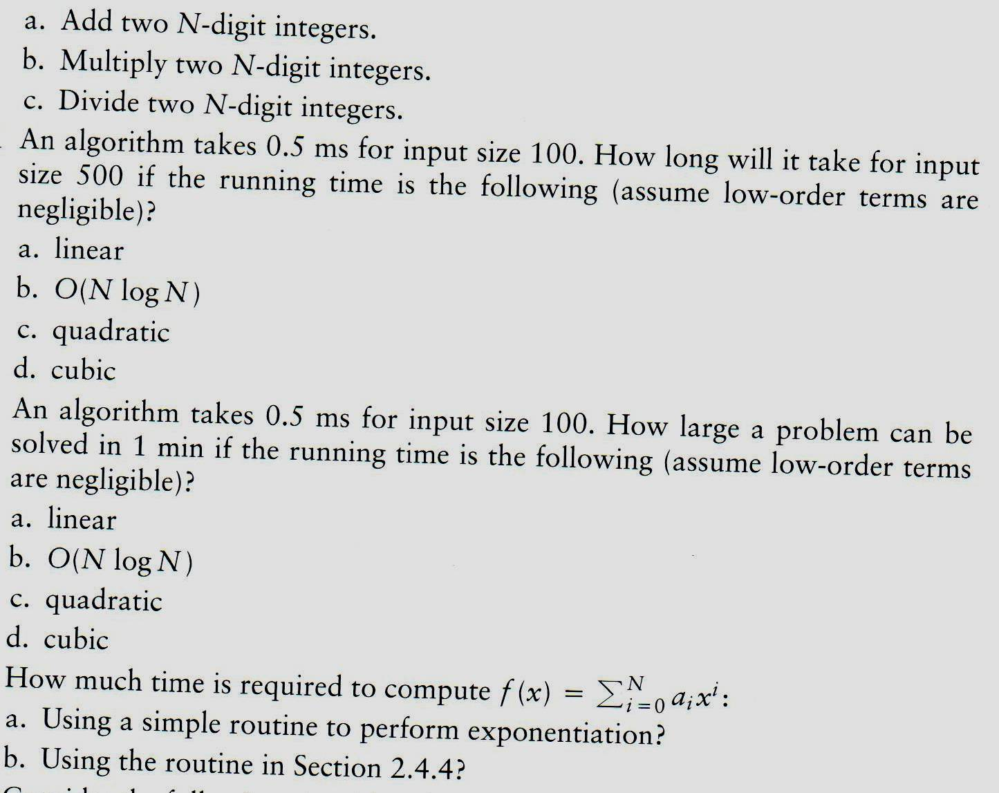 a. Add two N-digit integers.
b. Multiply two N-digit integers.
c. Divide two N-digit integers.
An algorithm takes 0.5 ms for input size 100. How long will it take for input
size 500 if the running time is the following (assume low-order terms are
negligible)?
a. linear
b. O(N log N)
c. quadratic
d. cubic
An algorithm takes 0.5 ms for input size 100. How large a problem can be
solved in 1 min if the running time is the following (assume low-order terms
are negligible)?
a. linear
b. O(N log N)
c. quadratic
d. cubic
How much time is required to compute f(x) = ∑ᴺᵢ₌₀ aᵢxⁱ:
a. Using a simple routine to perform exponentiation?
b. Using the routine in Section 2.4.4?